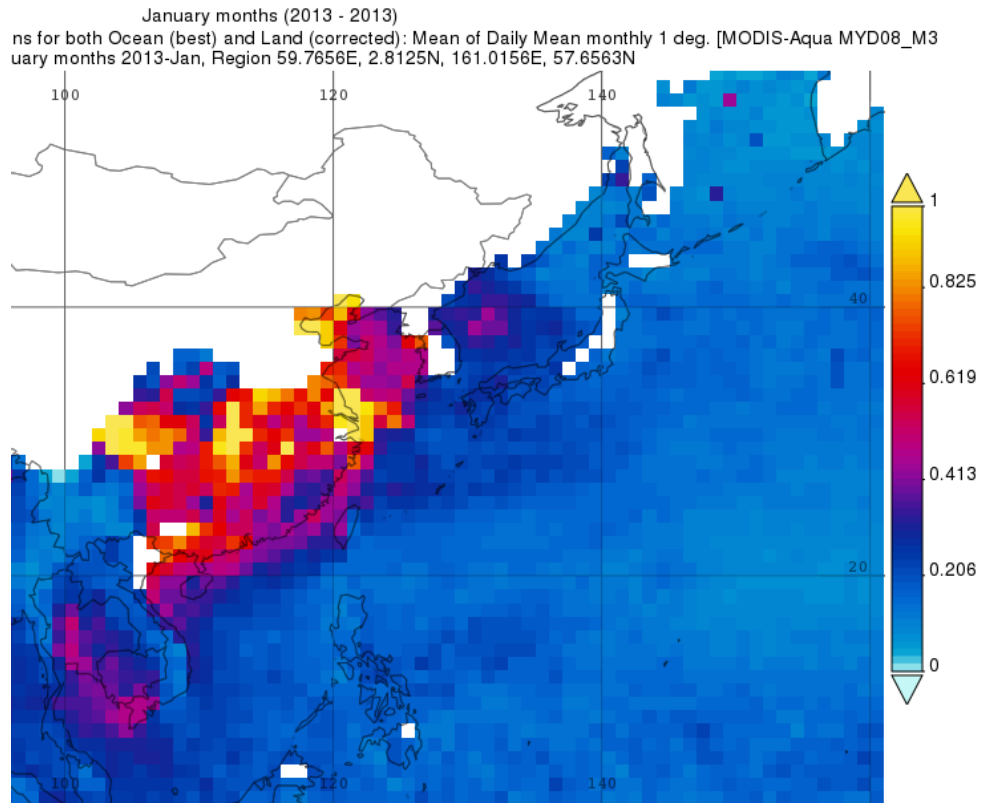 January months (2013 - 2013)
ns for both Ocean (best) and Land (corrected): Mean of Daily Mean monthly 1 deg. [MODIS-Aqua MYD08_M3
uary months 2013-Jan, Region 59.7656E, 2.8125N, 161.0156E, 57.6563N
100 120 140
1
0.825
40
0.619
0.413
0.206
20
0
100 120 140